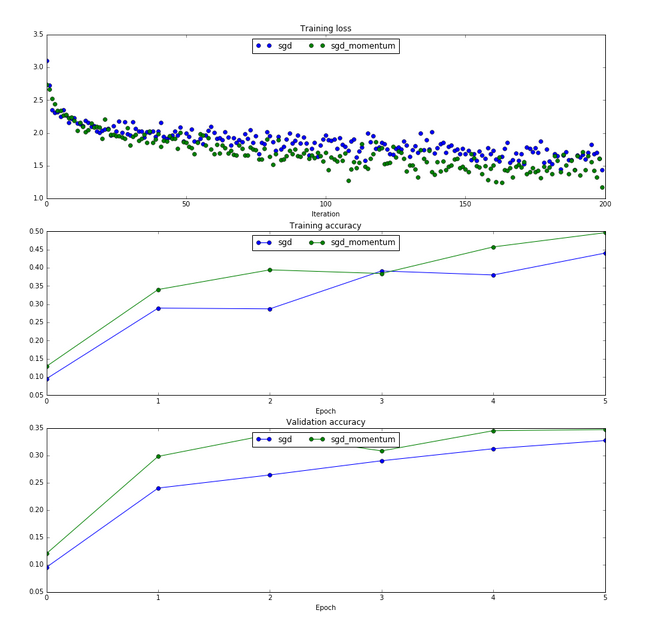 Training loss
sgd sgd_momentum
3.5
3.0
2.5
2.0
1.5
1.0
0 50 100 150 200
Iteration
Training accuracy
sgd sgd_momentum
0.50
0.45
0.40
0.35
0.30
0.25
0.20
0.15
0.10
0.05
0 1 2 3 4 5
Epoch
Validation accuracy
sgd sgd_momentum
0.35
0.30
0.25
0.20
0.15
0.10
0.05
0 1 2 3 4 5
Epoch